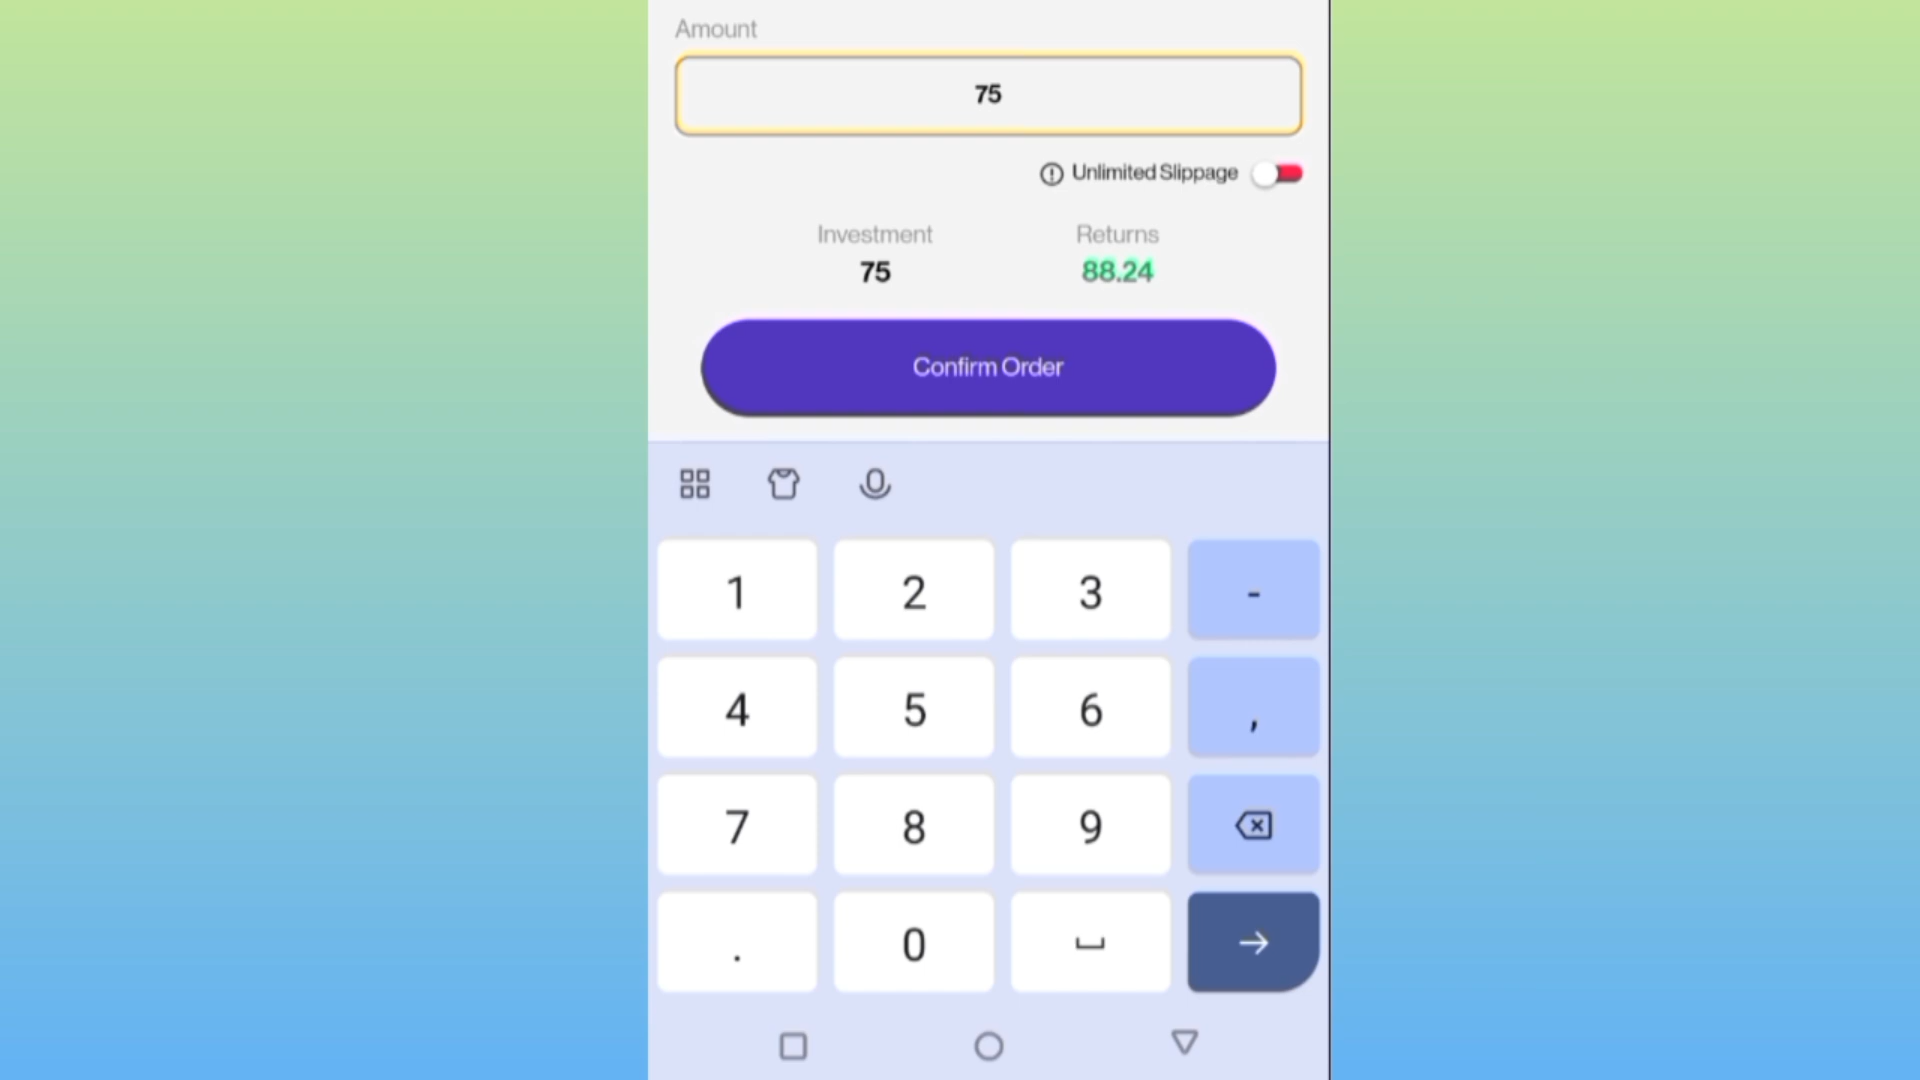 Amount
75
Unlimited Slippage
Investment Returns
75 88.24
Confirm Order
1 2 3 -
4 5 6 ,
7 8 9
. 0